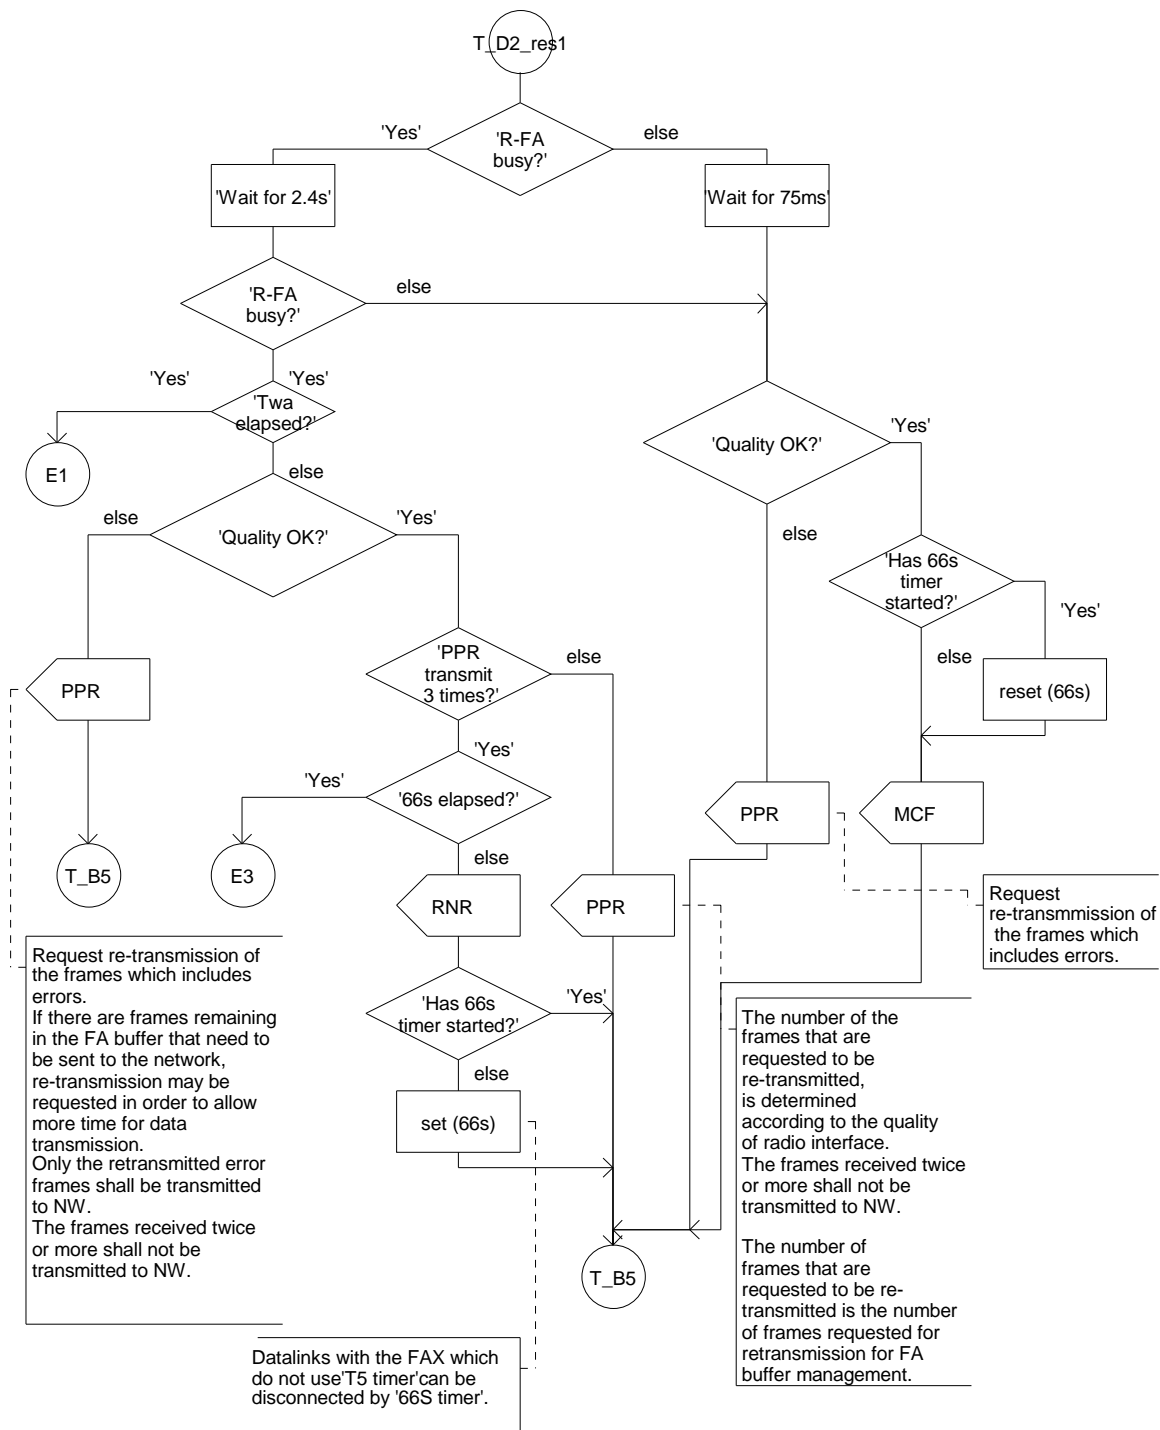 T_D2_res1
'Yes'
'R-FA
busy?'
else
'Wait for 2.4s'
'Wait for 75ms'
'R-FA
busy?'
else
'Yes'
'Yes'
'Twa
elapsed?'
E1
else
'Quality OK?'
'Yes'
else
'Quality OK?'
'Yes'
else
'Has 66s
timer
started?'
'Yes'
'PPR
transmit
3 times?'
else
else
PPR
reset (66s)
'Yes'
'Yes'
'66s elapsed?'
PPR
MCF
T_B5
E3
else
RNR
PPR
Request
re-transmmission of
the frames which
includes errors.
Request re-transmission of
the frames which includes
errors.
If there are frames remaining
in the FA buffer that need to
be sent to the network,
re-transmission may be
requested in order to allow
more time for data
transmission.
Only the retransmitted error
frames shall be transmitted
to NW.
The frames received twice
or more shall not be
transmitted to NW.
'Has 66s
timer started?'
'Yes'
else
set (66s)
The number of the
frames that are
requested to be
re-transmitted,
is determined
according to the quality
of radio interface.
The frames received twice
or more shall not be
transmitted to NW.
The number of
frames that are
requested to be re-
transmitted is the number
of frames requested for
retransmission for FA
buffer management.
T_B5
Datalinks with the FAX which
do not use'T5 timer'can be
disconnected by '66S timer'.